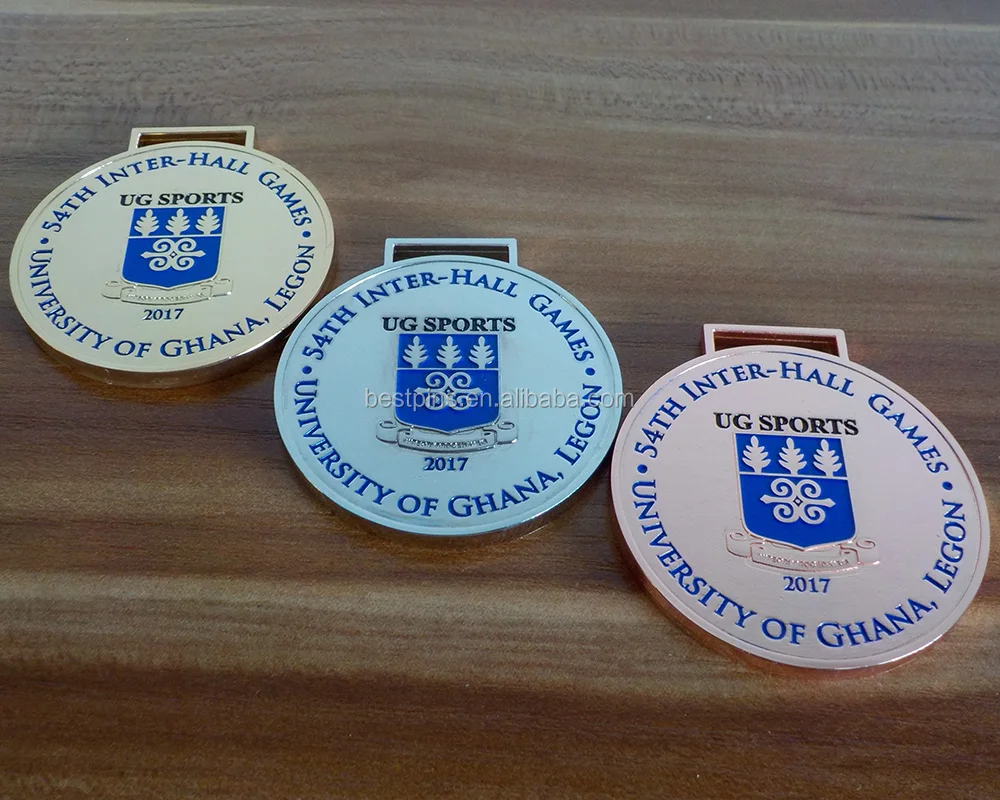 • 54TH INTER-HALL GAMES •
UG SPORTS
2017
UNIVERSITY OF GHANA, LEGON
• 54TH INTER-HALL GAMES •
UG SPORTS
2017
UNIVERSITY OF GHANA, LEGON
• 54TH INTER-HALL GAMES •
UG SPORTS
2017
UNIVERSITY OF GHANA, LEGON
bestpins.en.alibaba.com